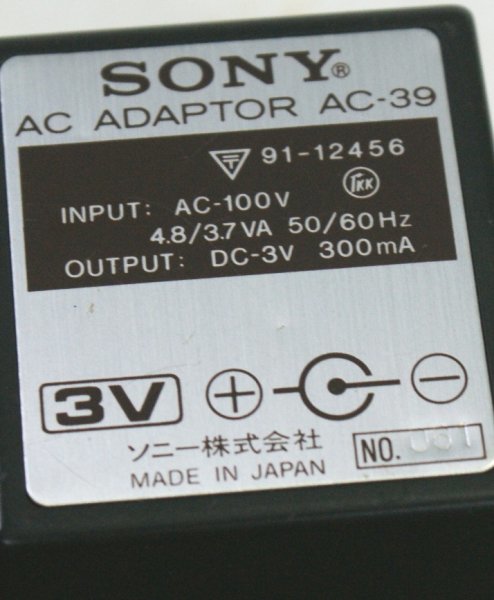 SONY®
AC ADAPTOR AC-39
91-12456
INPUT: AC-100V
4.8/3.7VA 50/60Hz
OUTPUT: DC-3V 300mA
3V
ソニー株式会社
MADE IN JAPAN
NO.